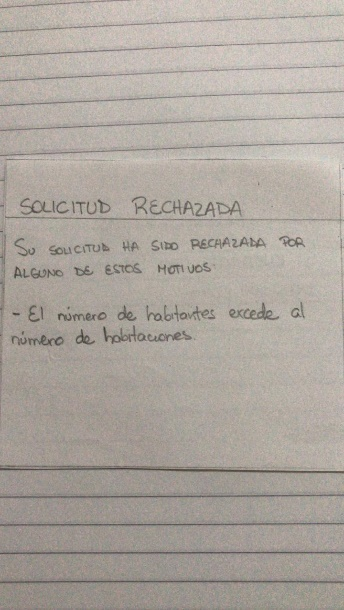 SOLICITUD RECHAZADA
SU SOLICITUD HA SIDO RECHAZADA POR
ALGUNO DE ESTOS MOTIVOS
- El número de habitantes excede al
número de habitaciones.